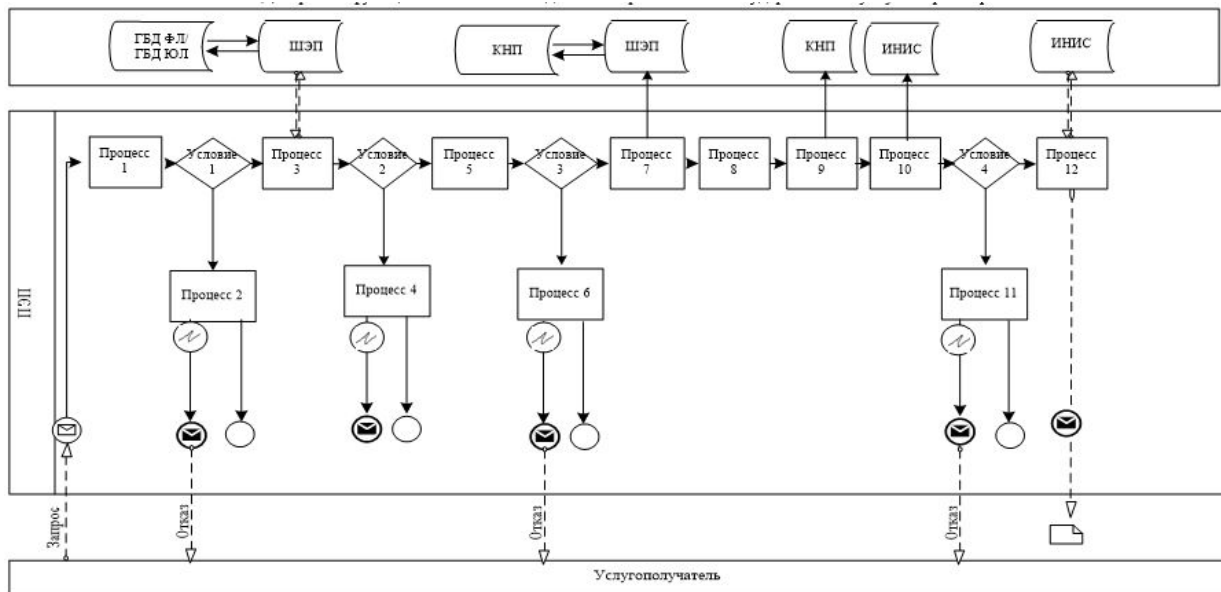 ГБД ФЛ/
ГБД ЮЛ
ШЭП
КНП
ШЭП
КНП
ИНИС
ИНИС
Процесс
1
Условие
1
Процесс
3
Условие
2
Процесс
5
Условие
3
Процесс
7
Процесс
8
Процесс
9
Процесс
10
Условие
4
Процесс
12
Процесс 2
Процесс 4
Процесс 6
Процесс 11
ПЭП
Запрос
Отказ
Отказ
Отказ
Услугополучатель